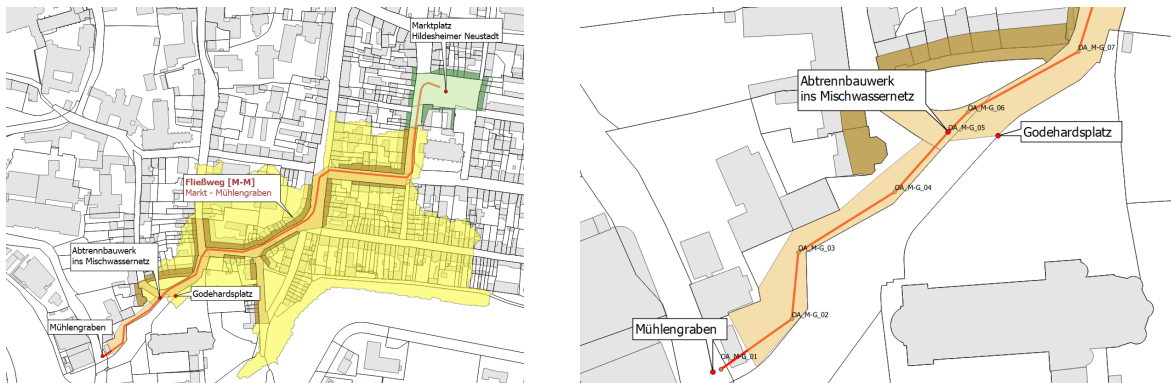 Marktplatz
Hildesheimer Neustadt
Fließweg [M-M]
Markt - Mühlengraben
Abtrennbauwerk
ins Mischwassernetz
Godehardsplatz
Mühlengraben
OA_M-G_07
Abtrennbauwerk
ins Mischwassernetz
OA_M-G_06
OA_M-G_05
Godehardsplatz
OA_M-G_04
OA_M-G_03
OA_M-G_02
Mühlengraben
OA_M-G_01